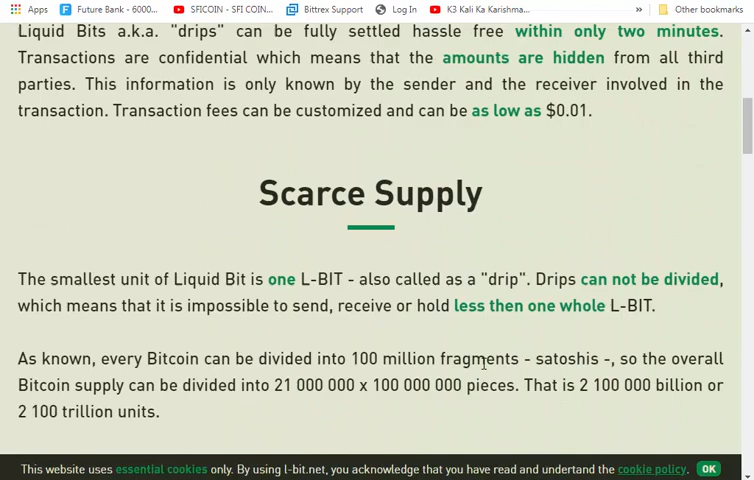 Apps Future Bank - 6000... SFICOIN - SFI COIN... Bittrex Support Log In K3 Kali Ka Karishma... » Other bookmarks
Liquid Bits a.k.a. "drips" can be fully settled hassle free within only two minutes.
Transactions are confidential which means that the amounts are hidden from all third
parties. This information is only known by the sender and the receiver involved in the
transaction. Transaction fees can be customized and can be as low as $0.01.
Scarce Supply
The smallest unit of Liquid Bit is one L-BIT - also called as a "drip". Drips can not be divided,
which means that it is impossible to send, receive or hold less then one whole L-BIT.
As known, every Bitcoin can be divided into 100 million fragments - satoshis -, so the overall
Bitcoin supply can be divided into 21 000 000 x 100 000 000 pieces. That is 2 100 000 billion or
2 100 trillion units.
This website uses essential cookies only. By using l-bit.net, you acknowledge that you have read and undertand the cookie policy. OK